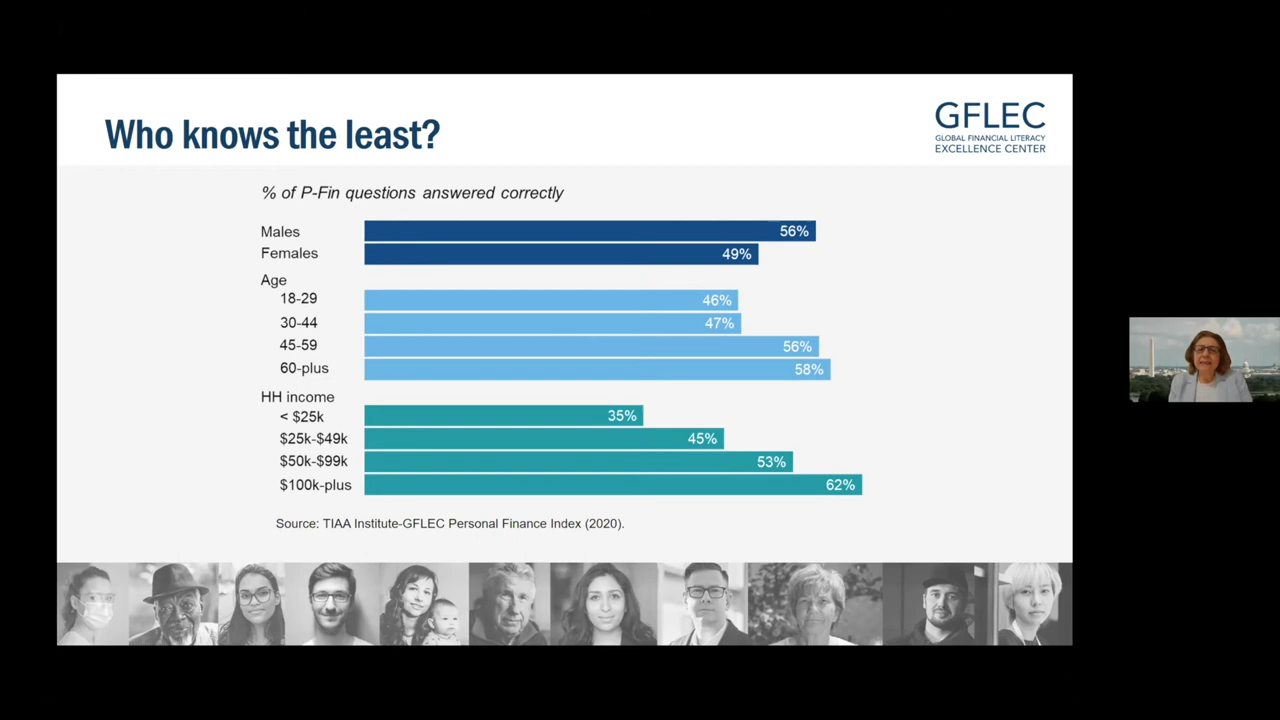 Who knows the least?
GFLEC
GLOBAL FINANCIAL LITERACY
EXCELLENCE CENTER
% of P-Fin questions answered correctly
Males 56%
Females 49%
Age
18-29 46%
30-44 47%
45-59 56%
60-plus 58%
HH income
< $25k 35%
$25k-$49k 45%
$50k-$99k 53%
$100k-plus 62%
Source: TIAA Institute-GFLEC Personal Finance Index (2020).